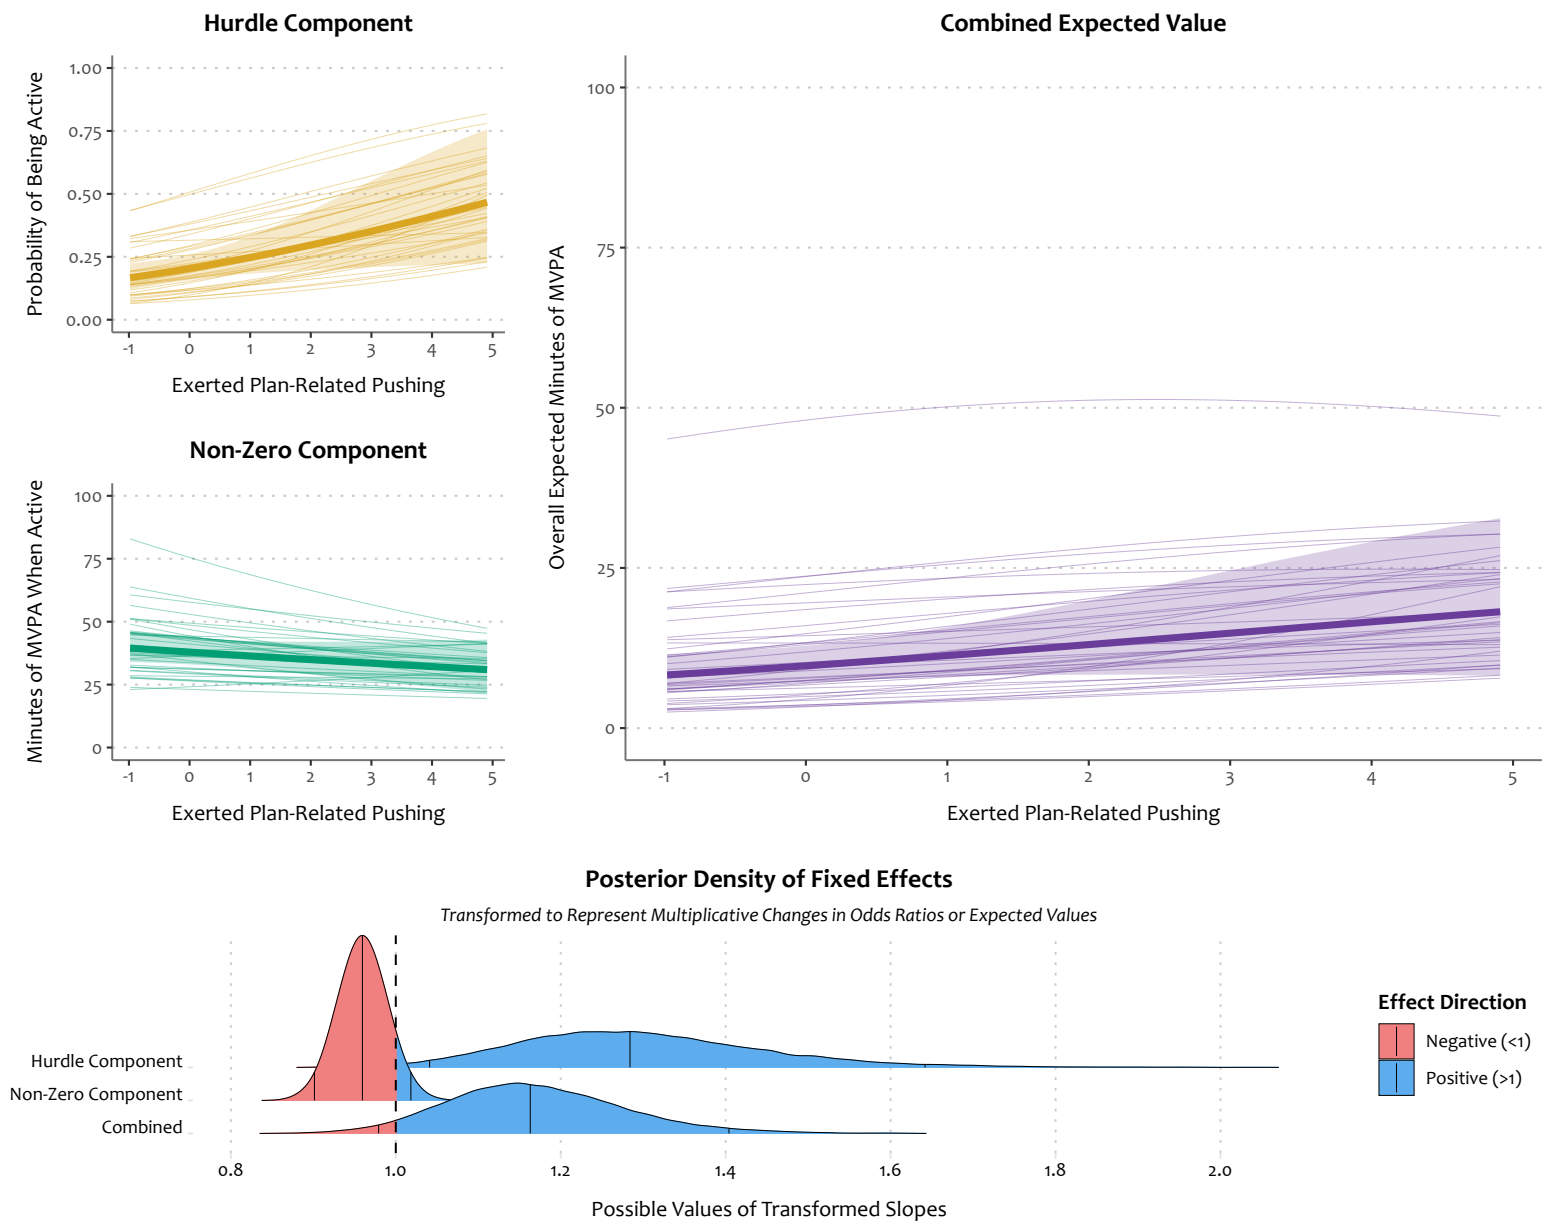 Hurdle Component
Probability of Being Active
1.00
0.75
0.50
0.25
0.00
-1 0 1 2 3 4 5
Exerted Plan-Related Pushing
Non-Zero Component
Minutes of MVPA When Active
100
75
50
25
0
-1 0 1 2 3 4 5
Exerted Plan-Related Pushing
Combined Expected Value
Overall Expected Minutes of MVPA
100
75
50
25
0
-1 0 1 2 3 4 5
Exerted Plan-Related Pushing
Posterior Density of Fixed Effects
Transformed to Represent Multiplicative Changes in Odds Ratios or Expected Values
Hurdle Component
Non-Zero Component
Combined
0.8 1.0 1.2 1.4 1.6 1.8 2.0
Possible Values of Transformed Slopes
Effect Direction
Negative (<1)
Positive (>1)